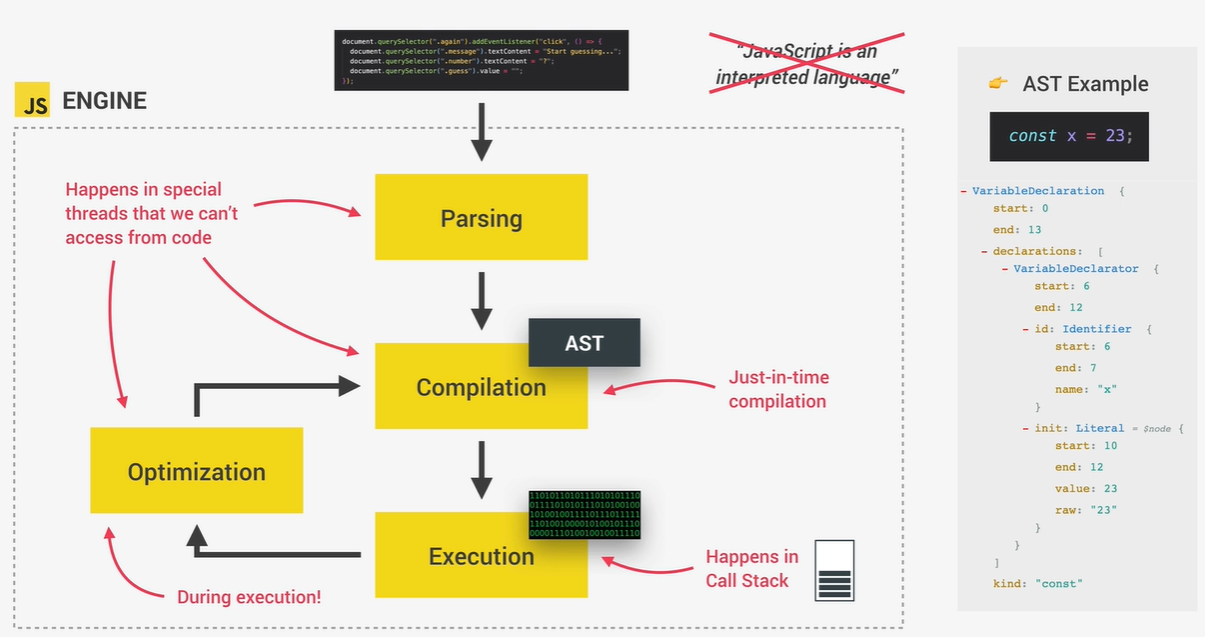 document.querySelector(".again").addEventListener("click", () => {
document.querySelector(".message").textContent = "Start guessing...";
document.querySelector(".number").textContent = "?";
document.querySelector(".guess").value = "";
});
“JavaScript is an
interpreted language”
JS ENGINE
Happens in special
threads that we can’t
access from code
Parsing
AST
Compilation
Just-in-time
compilation
Optimization
Execution
1101011010111010101110
0111101010111010100100
1010010011110111011111
1101001000010100101110
0000111010010010011110
Happens in
Call Stack
During execution!
👉 AST Example
const x = 23;
- VariableDeclaration {
start: 0
end: 13
- declarations: [
- VariableDeclarator {
start: 6
end: 12
- id: Identifier {
start: 6
end: 7
name: "x"
}
- init: Literal = $node {
start: 10
end: 12
value: 23
raw: "23"
}
}
]
kind: "const"